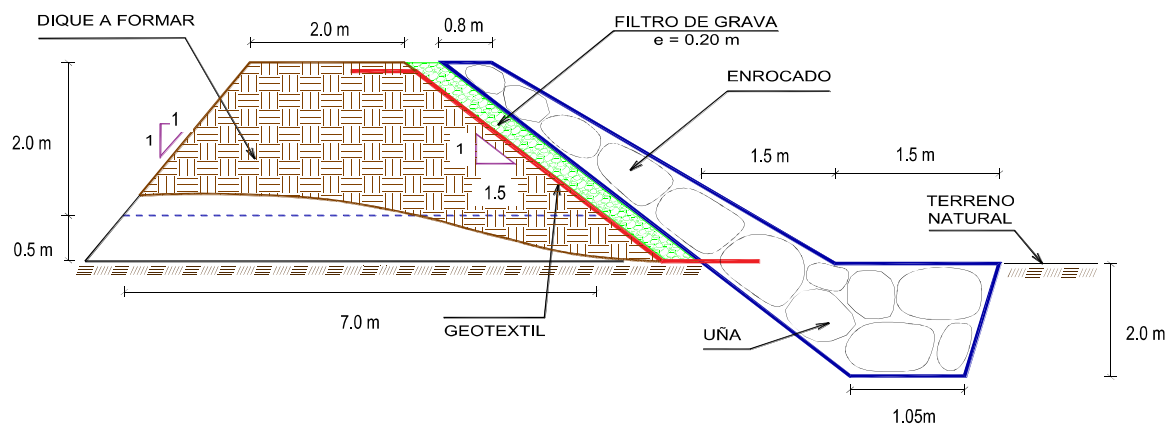 DIQUE A FORMAR
2.0 m
0.8 m
FILTRO DE GRAVA
e = 0.20 m
ENROCADO
1
1
2.0 m
1
1.5
1.5 m
1.5 m
TERRENO
NATURAL
0.5 m
7.0 m
GEOTEXTIL
UÑA
2.0 m
1.05m